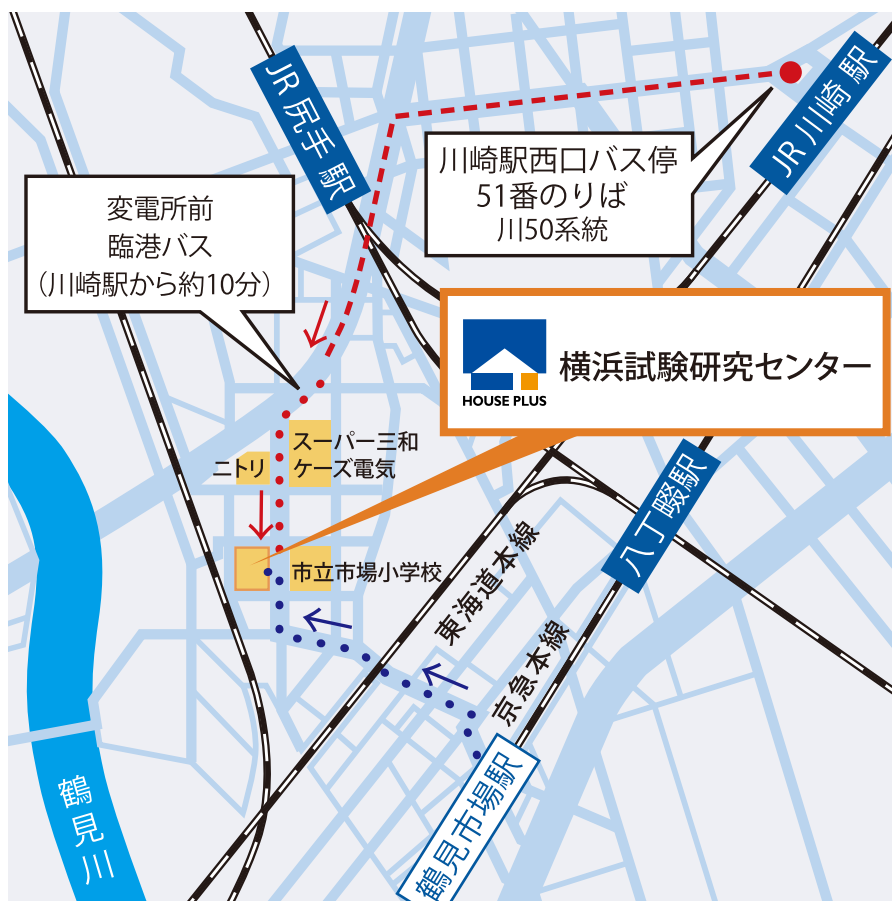 JR 尻手 駅
JR 川崎 駅
川崎駅西口バス停
51番のりば
川50系統
変電所前
臨港バス
(川崎駅から約10分)
HOUSE PLUS
横浜試験研究センター
スーパー三和
ケーズ電気
ニトリ
八丁畷駅
東海道本線
市立市場小学校
京急本線
鶴見市場駅
鶴見川